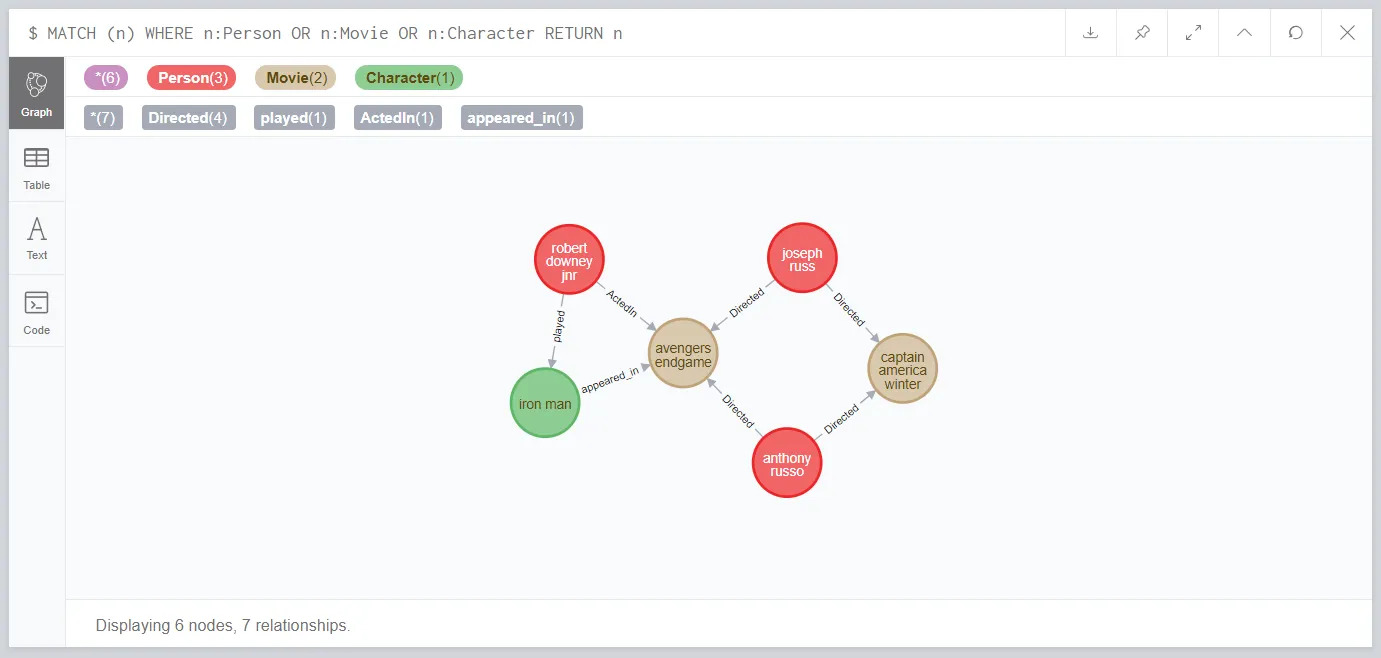 $ MATCH (n) WHERE n:Person OR n:Movie OR n:Character RETURN n
*(6) Person(3) Movie(2) Character(1)
*(7) Directed(4) played(1) ActedIn(1) appeared_in(1)
Graph
Table
Text
Code
robert
downey
jnr
joseph
russ
ActedIn
Directed
Directed
played
avengers
endgame
captain
america
winter
appeared_in
iron man
Directed
Directed
anthony
russo
Displaying 6 nodes, 7 relationships.